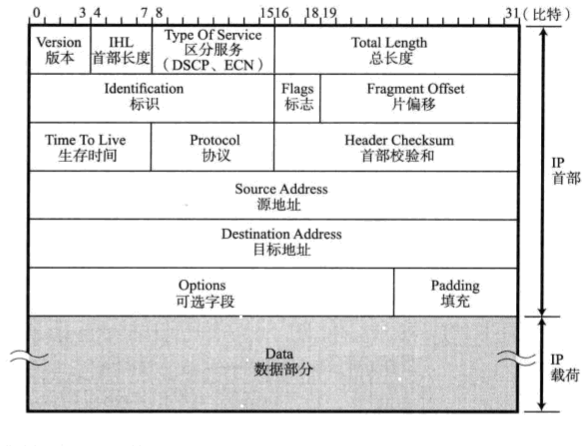 0 3 4 7 8 1516 1819 31（比特）
Version IHL Type Of Service Total Length
版本 首部长度 区分服务 总长度
（DSCP、ECN）
Identification Flags Fragment Offset
标识 标志 片偏移
Time To Live Protocol Header Checksum
生存时间 协议 首部校验和
IP
首部
Source Address
源地址
Destination Address
目标地址
Options Padding
可选字段 填充
Data
数据部分
IP
载荷